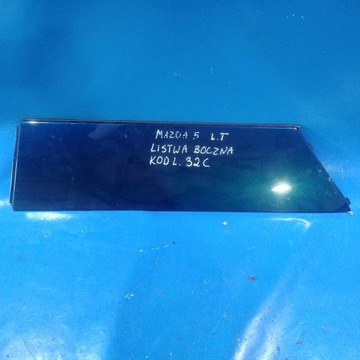 MAZDA 5 L.T
LISTWA BOCZNA
KOD L. 32C